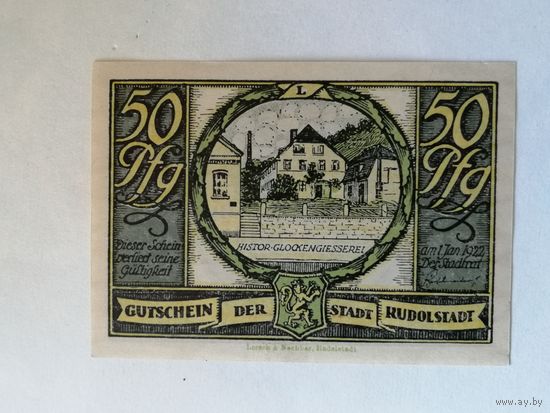 L
50
Pfg
50
Pfg
HISTOR. GLOCKENGIESSEREI
Dieser Schein
verliert seine
Gültigkeit
am 1. Jan. 1922
Der Stadtrat
GUTSCHEIN DER STADT RUDOLSTADT
Rudolstadt
www.ay.by